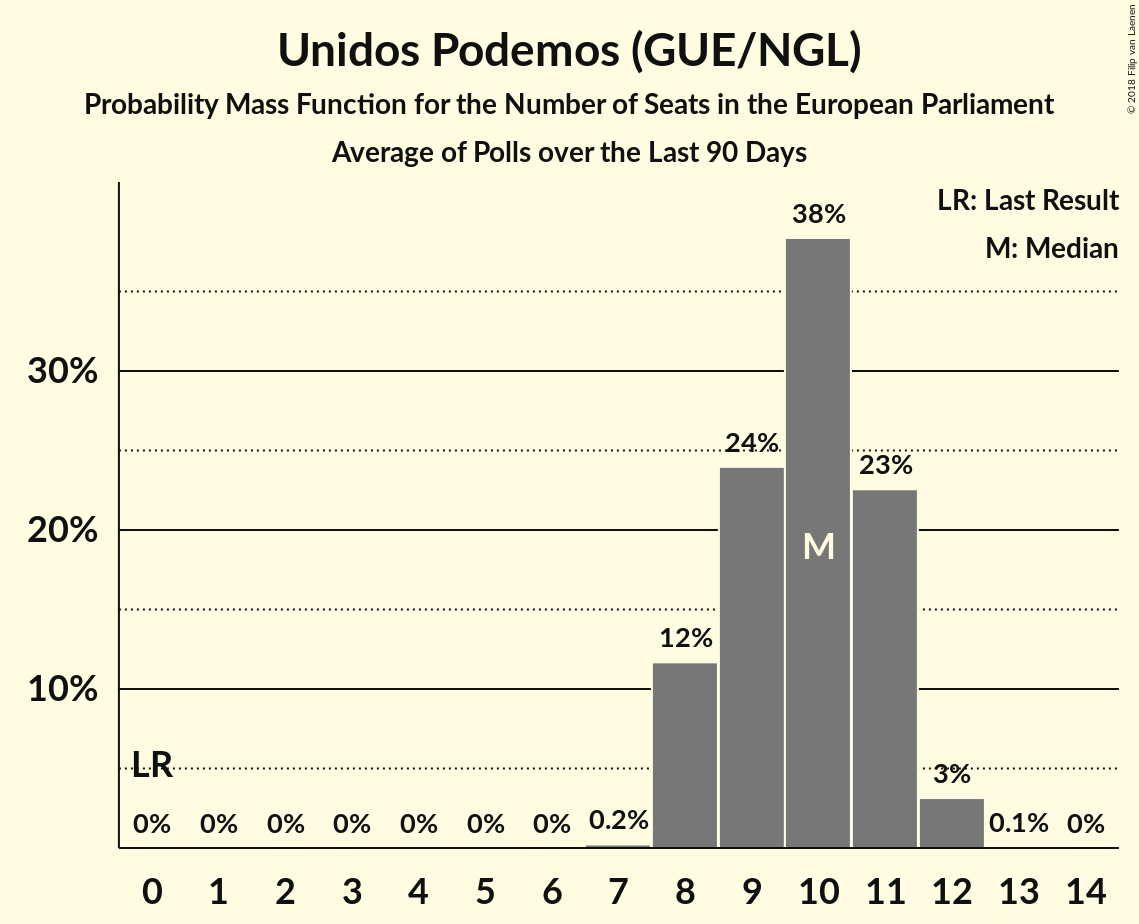 Unidos Podemos (GUE/NGL)
Probability Mass Function for the Number of Seats in the European Parliament
Average of Polls over the Last 90 Days
© 2018 Filip van Laenen
LR: Last Result
M: Median
38%
30%
24%
23%
20%
M
12%
10%
LR
3%
0% 0% 0% 0% 0% 0% 0% 0.2% 0.1% 0%
0 1 2 3 4 5 6 7 8 9 10 11 12 13 14